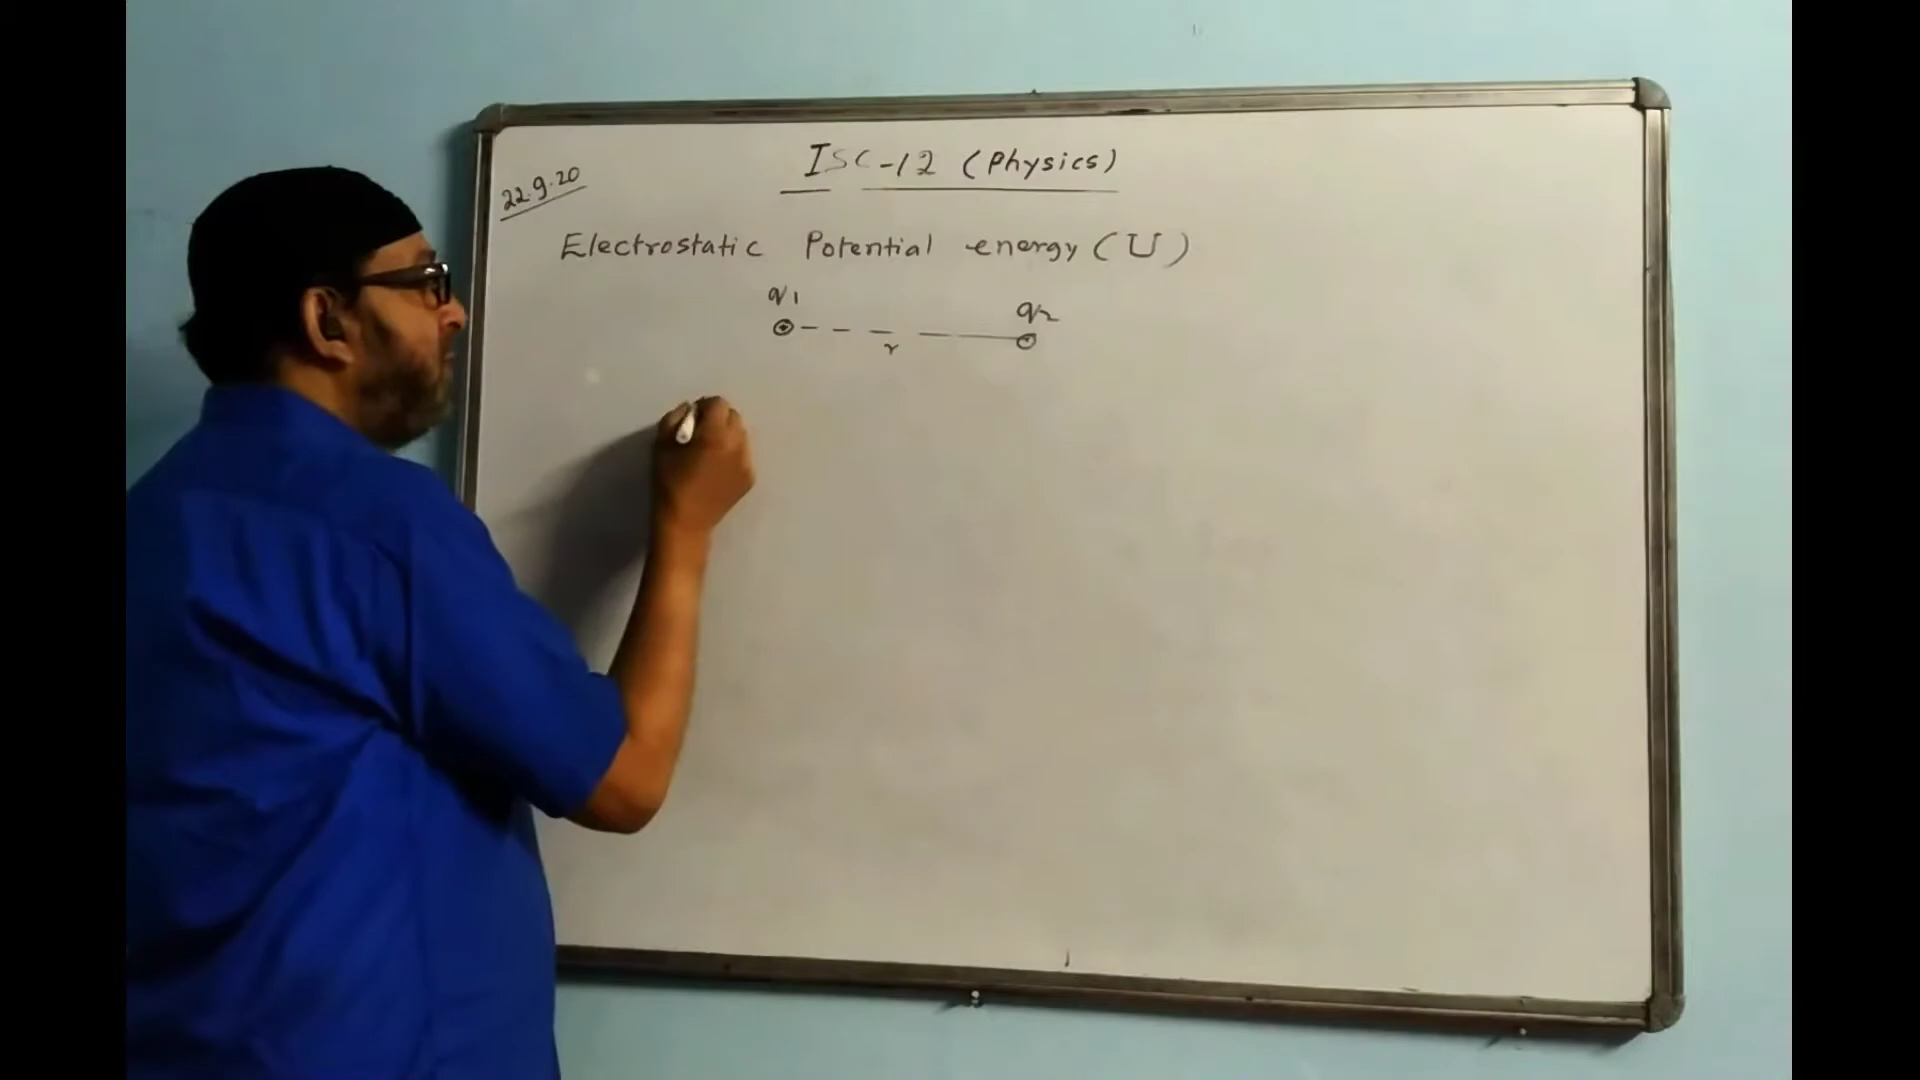 22.9.20
ISC-12 (Physics)
Electrostatic Potential energy (U)
q1
q2
r